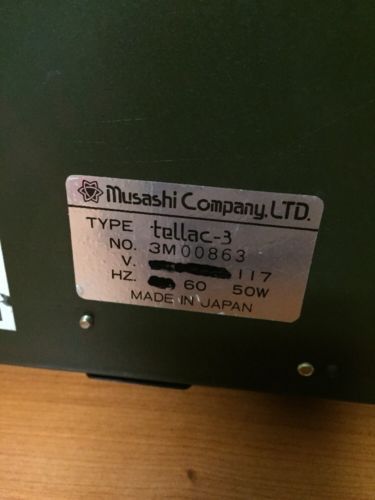 Musashi Company, LTD.
TYPE tellac-3
NO. 3M00863
V. 117
HZ. 60 50W
MADE IN JAPAN